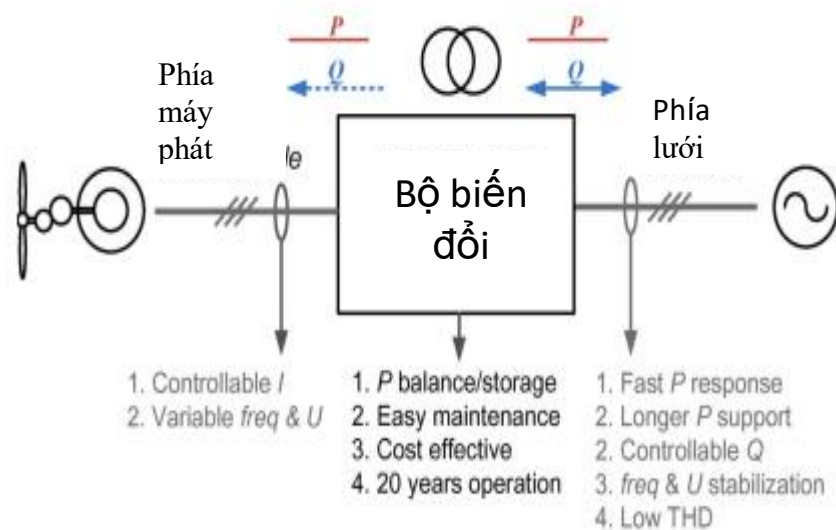 P
Q
P
Q
Phía
máy
phát
Phía
lưới
Bộ biến
đổi
1. Controllable I
2. Variable freq & U
1. P balance/storage
2. Easy maintenance
3. Cost effective
4. 20 years operation
1. Fast P response
2. Longer P support
2. Controllable Q
3. freq & U stabilization
4. Low THD